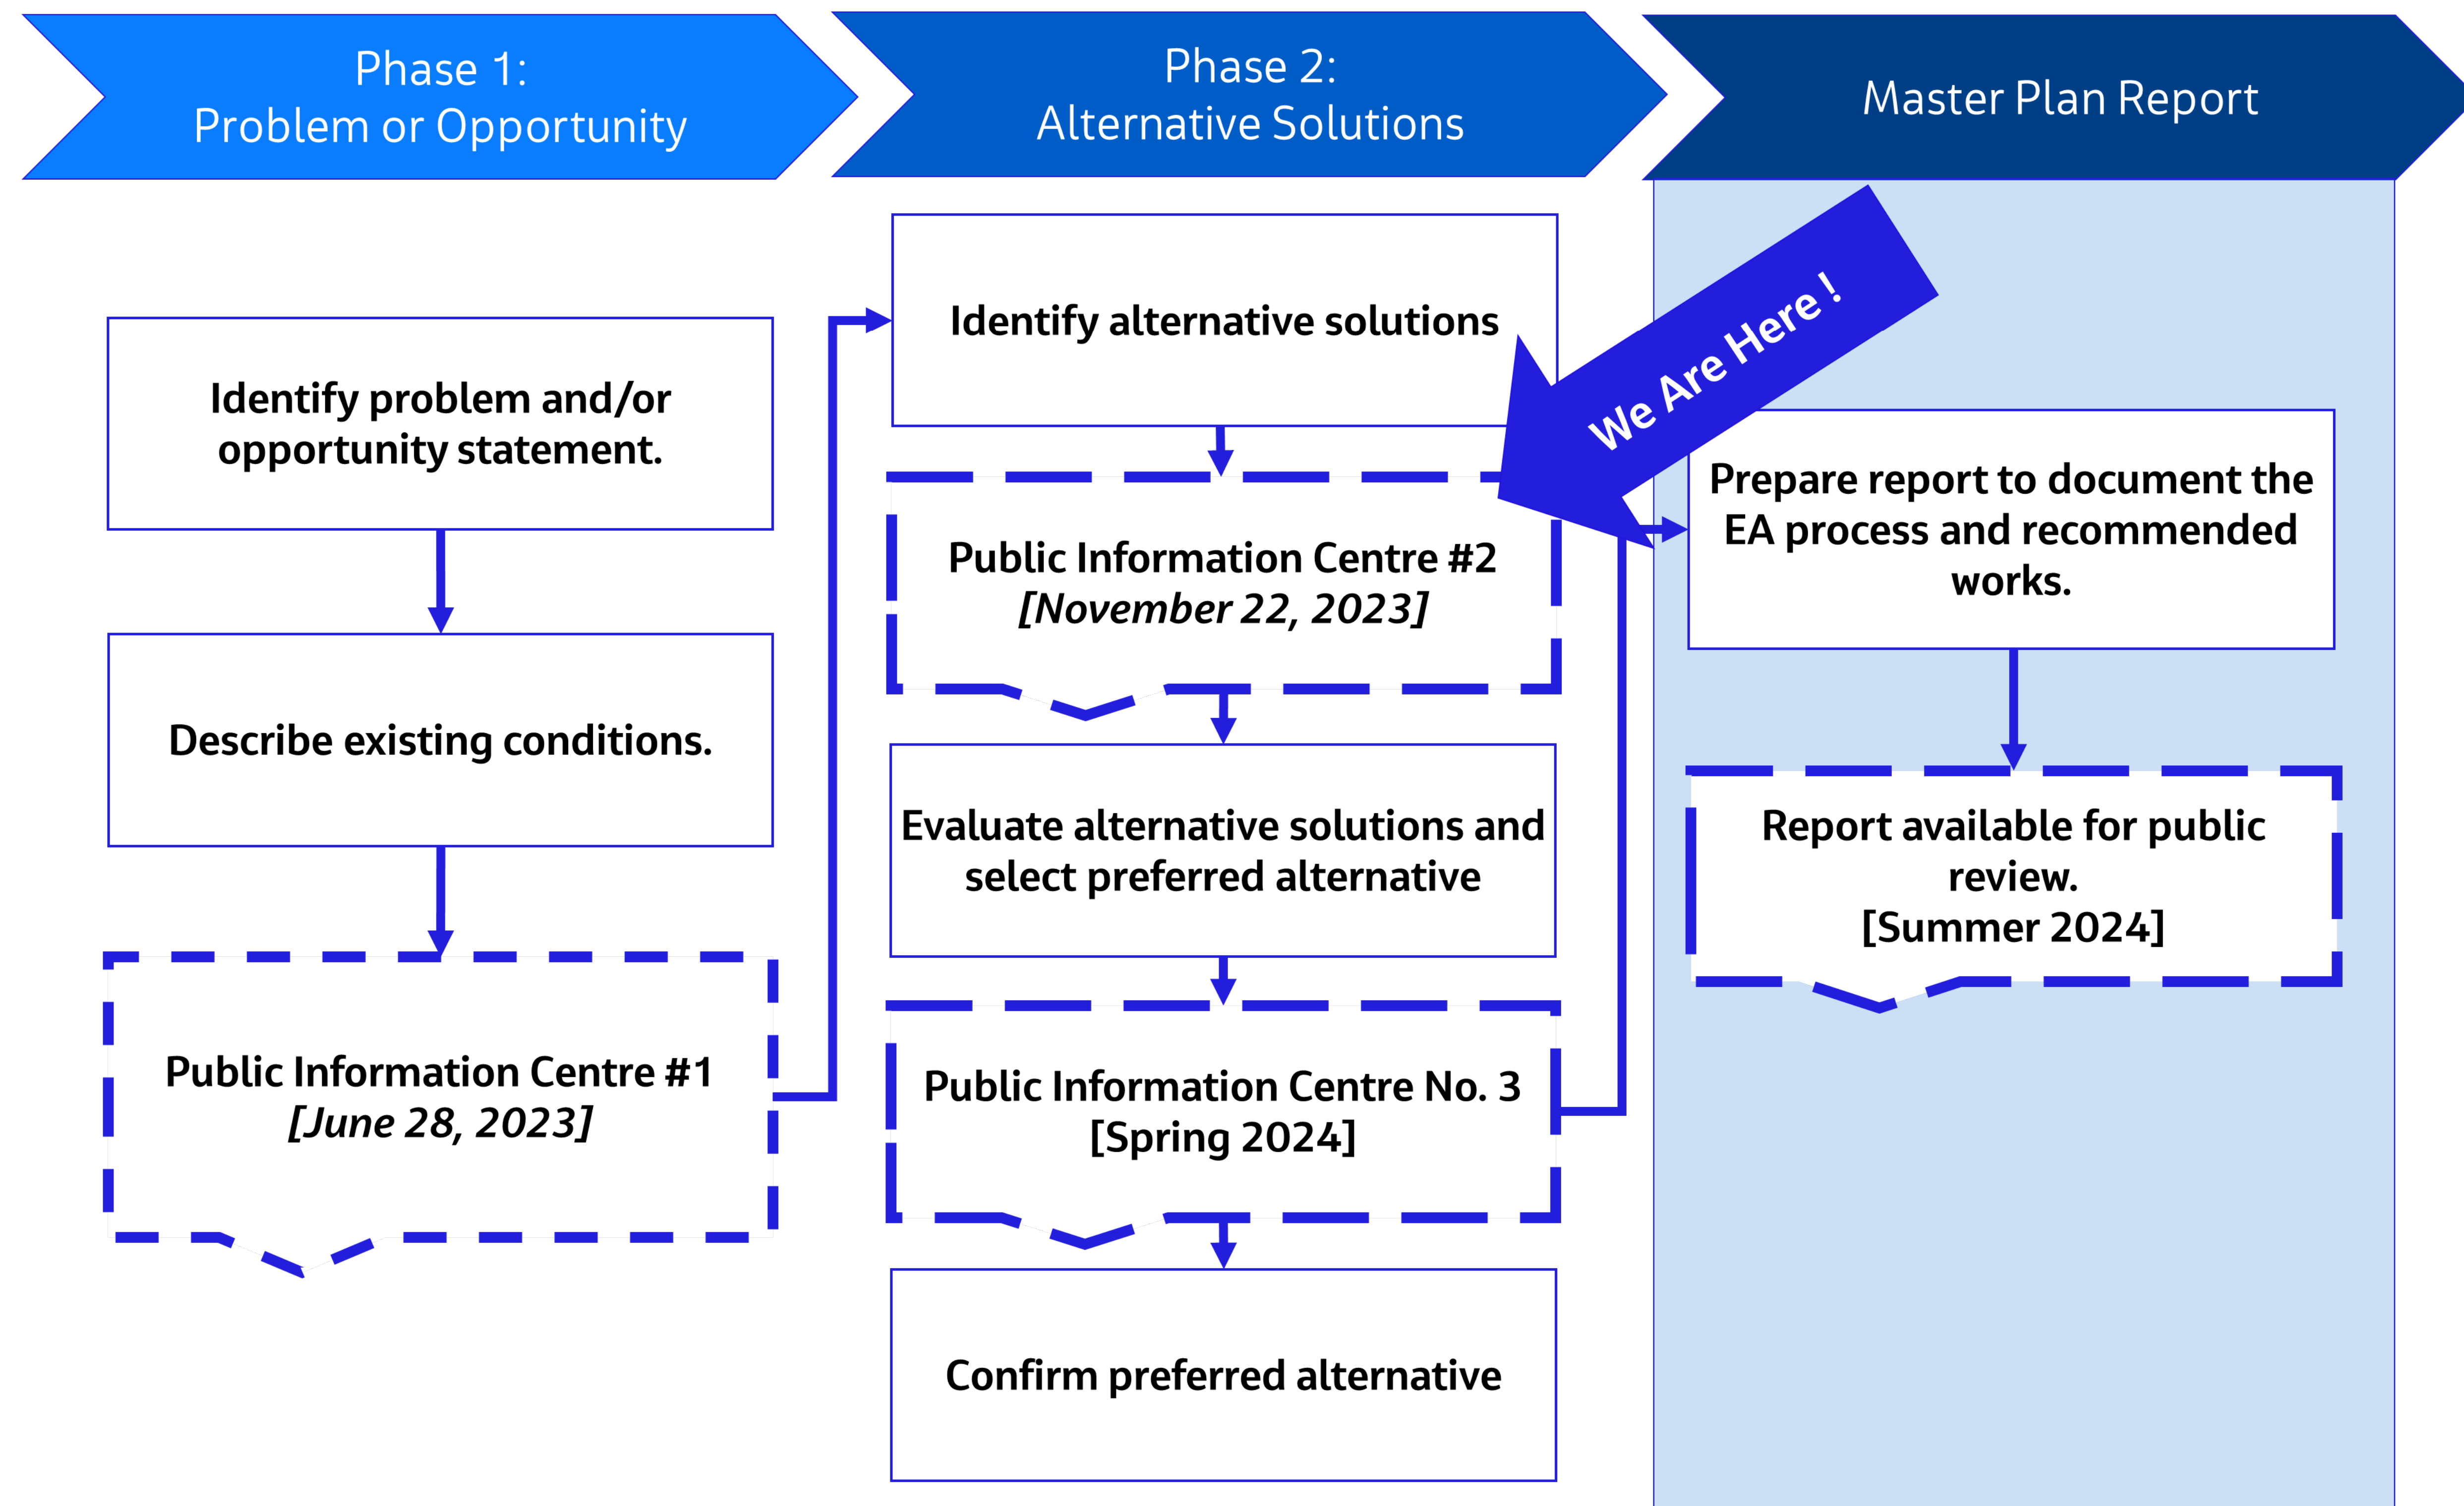 Phase 1:
Problem or Opportunity
Phase 2:
Alternative Solutions
Master Plan Report
Identify problem and/or
opportunity statement.
Describe existing conditions.
Public Information Centre #1
[June 28, 2023]
Identify alternative solutions
Public Information Centre #2
[November 22, 2023]
Evaluate alternative solutions and
select preferred alternative
Public Information Centre No. 3
[Spring 2024]
Confirm preferred alternative
We Are Here !
Prepare report to document the
EA process and recommended
works.
Report available for public
review.
[Summer 2024]